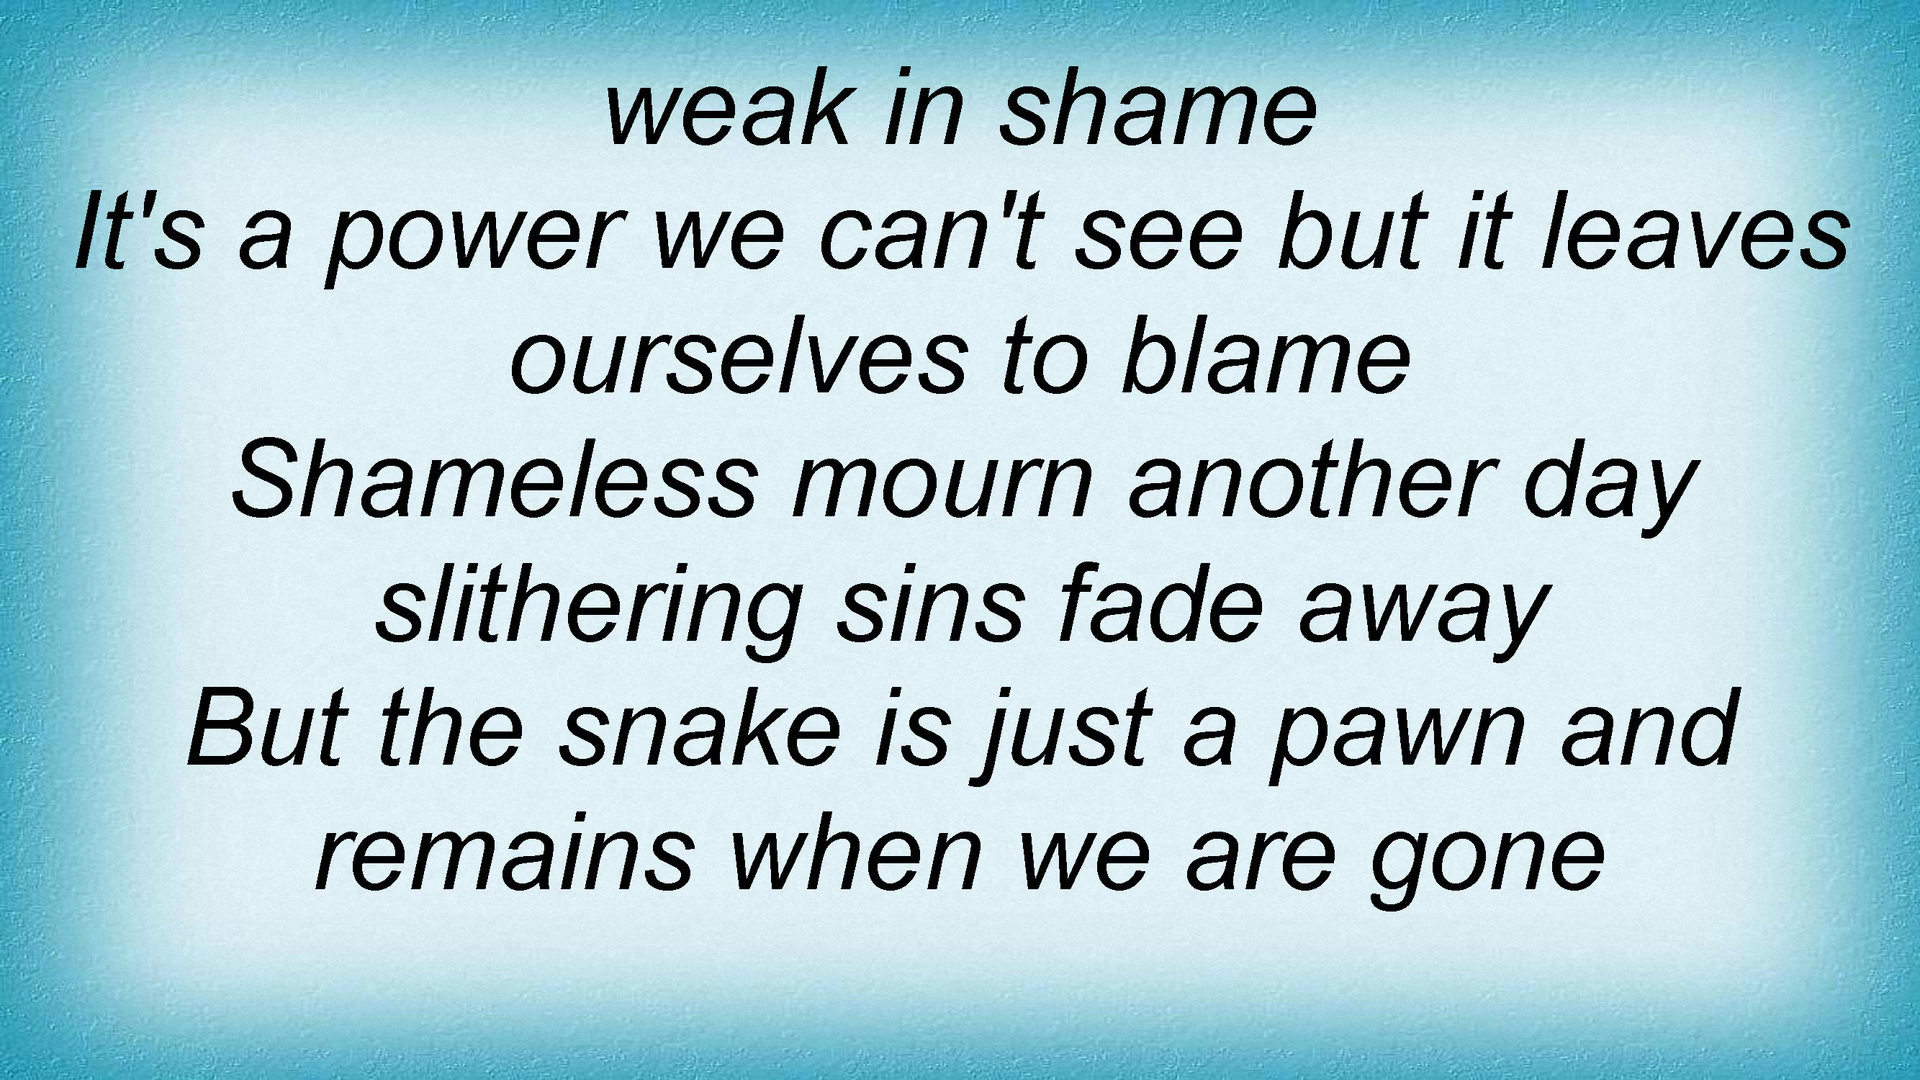 weak in shame
It's a power we can't see but it leaves
ourselves to blame
Shameless mourn another day
slithering sins fade away
But the snake is just a pawn and
remains when we are gone